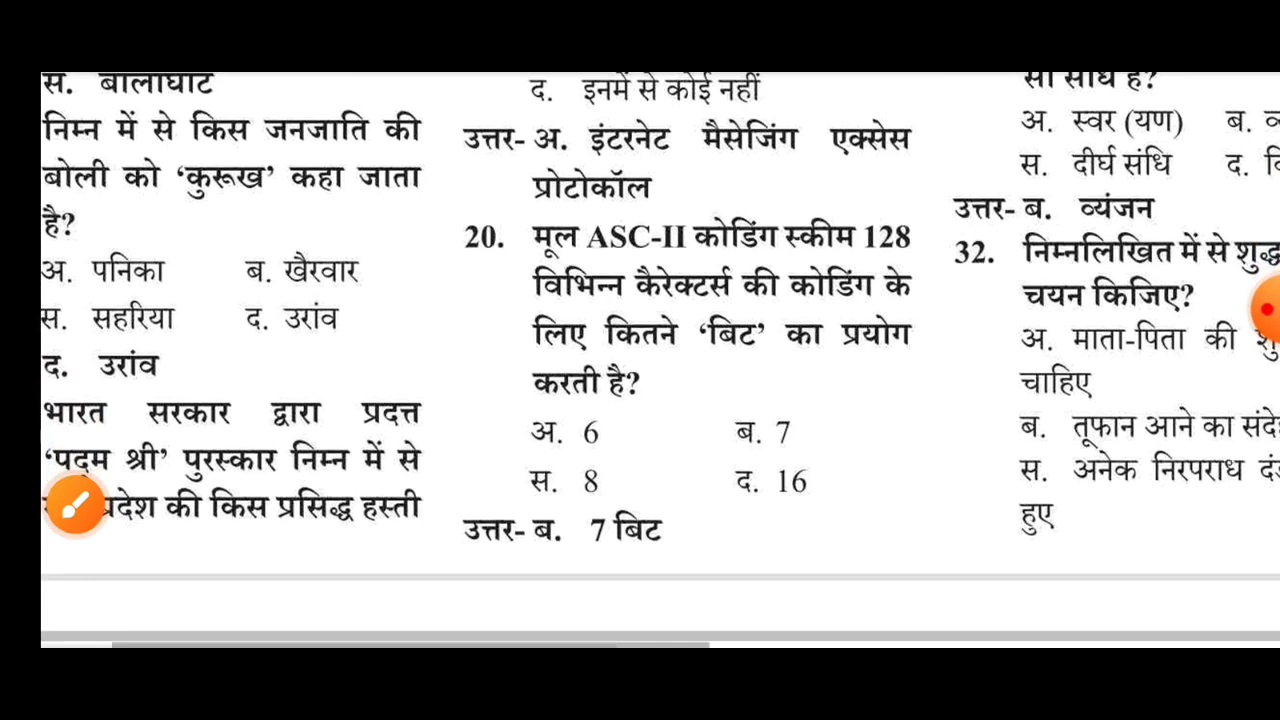 स. बालाघाट
निम्न में से किस जनजाति की
बोली को ‘कुरूख’ कहा जाता
है?
अ. पनिका ब. खैरवार
स. सहरिया द. उरांव
द. उरांव
भारत सरकार द्वारा प्रदत्त
‘पद्म श्री’ पुरस्कार निम्न में से
की किस प्रसिद्ध हस्ती
द. इनमें से कोई नहीं
उत्तर- अ. इंटरनेट मैसेजिंग एक्सेस
प्रोटोकॉल
20. मूल ASC-II कोडिंग स्कीम 128
विभिन्न कैरेक्टर्स की कोडिंग के
लिए कितने ‘बिट’ का प्रयोग
करती है?
अ. 6 ब. 7
स. 8 द. 16
उत्तर- ब. 7 बिट
सी संधि है?
अ. स्वर (यण) ब.
स. दीर्घ संधि द.
उत्तर- ब. व्यंजन
32. निम्नलिखित में से शुद्ध
चयन किजिए?
अ. माता-पिता की
चाहिए
ब. तूफान आने का
स. अनेक निरपराध
हुए